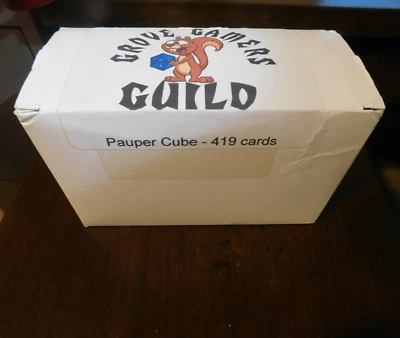 GROVE GAMERS
GUILD
Pauper Cube - 419 cards